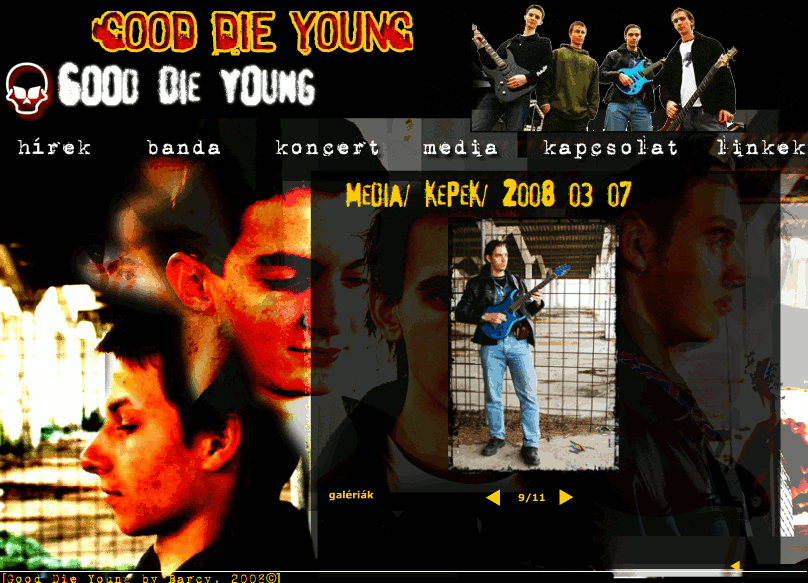 GOOD DIE YOUNG
GOOD DIE YOUNG
hírek banda koncert media kapcsolat linkek
MEDIA/ KEPEK/ 2008 03 07
galériák 9/11
[Good Die Young by Barcy, 2008©]